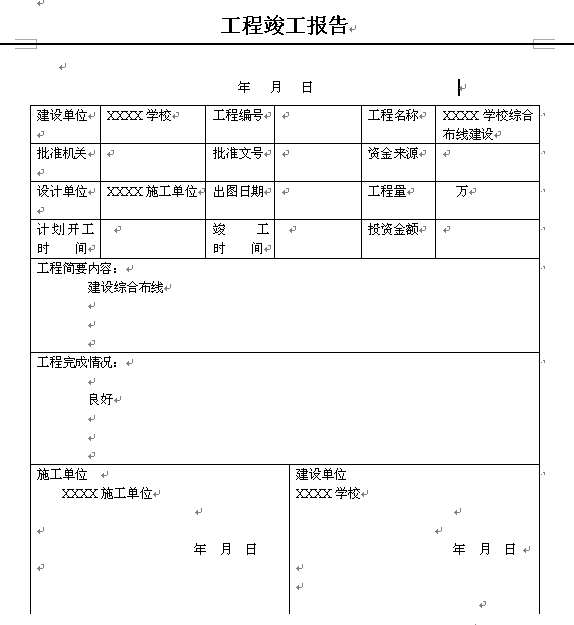 工程竣工报告
年 月 日
建设单位 XXXX 学校 工程编号 工程名称 XXXX 学校综合
布线建设
批准机关 批准文号 资金来源
设计单位 XXXX 施工单位 出图日期 工程量 万
计划开工 竣 工 投资金额
时 间 时 间
工程简要内容：
建设综合布线
工程完成情况：
良好
施工单位
XXXX 施工单位
年 月 日
建设单位
XXXX 学校
年 月 日